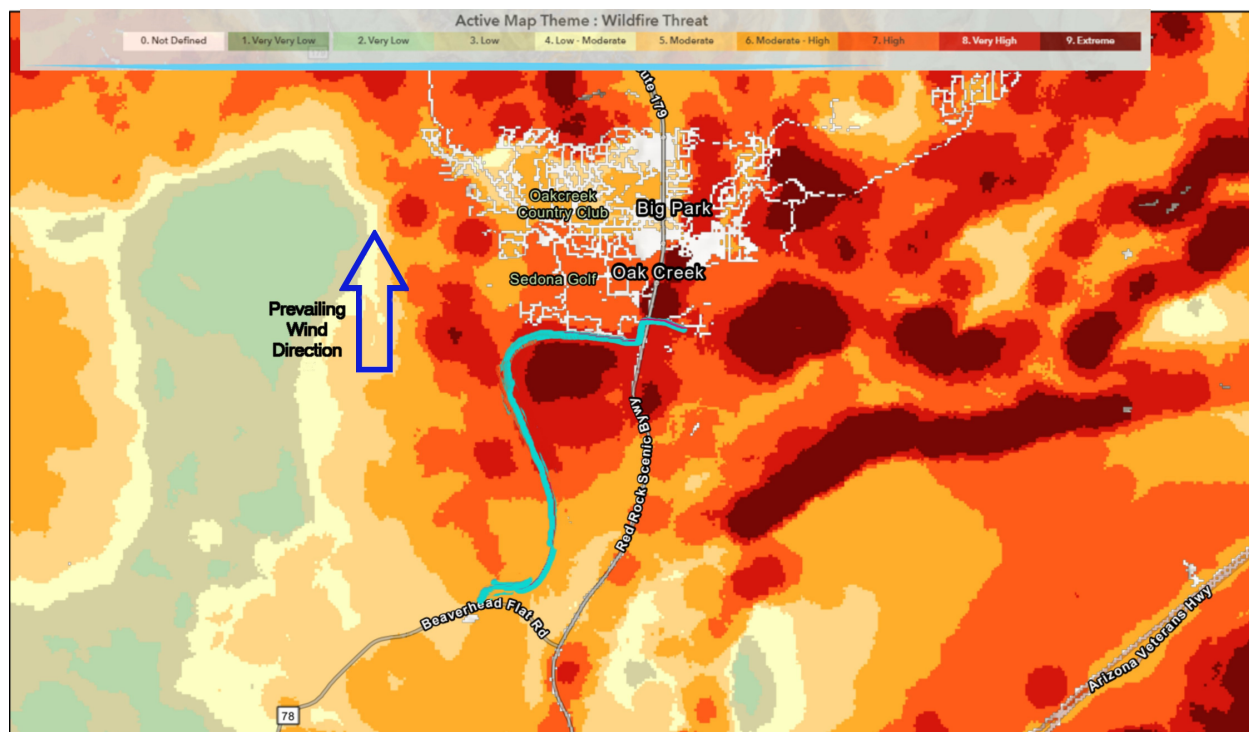 Active Map Theme : Wildfire Threat
0. Not Defined
1. Very Very Low
2. Very Low
3. Low
4. Low - Moderate
5. Moderate
6. Moderate - High
7. High
8. Very High
9. Extreme
ute 179
Oakcreek
Country Club
Big Park
Oak Creek
Sedona Golf
Prevailing
Wind
Direction
Red Rock Scenic Bywy
Beaverhead Flat Rd
Arizona Veterans Hwy
78